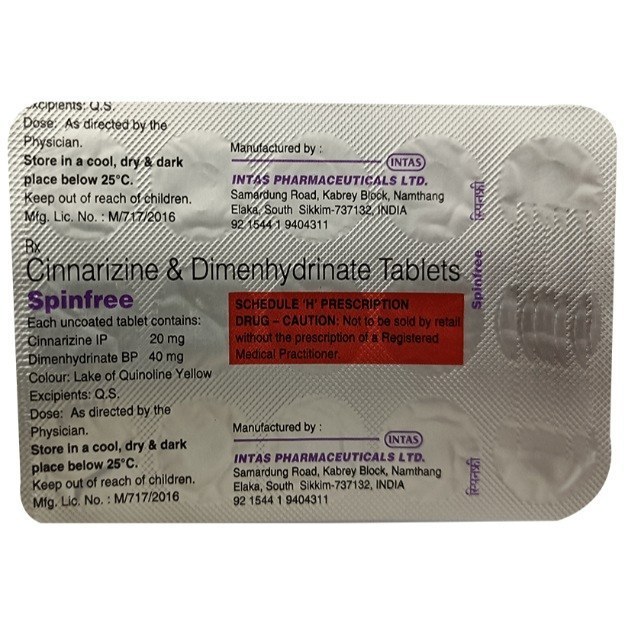 Excipients: Q.S.
Dose: As directed by the
Physician.
Store in a cool, dry & dark
place below 25°C.
Keep out of reach of children.
Mfg. Lic. No. : M/717/2016
Manufactured by :
INTAS
INTAS PHARMACEUTICALS LTD.
Samardung Road, Kabrey Block, Namthang
Elaka, South Sikkim-737132, INDIA
92 1544 1 9404311
स्पिनफ्री
Rx
Cinnarizine & Dimenhydrinate Tablets
Spinfree
Each uncoated tablet contains:
Cinnarizine IP 20 mg
Dimenhydrinate BP 40 mg
Colour: Lake of Quinoline Yellow
Excipients: Q.S.
Dose: As directed by the
Physician.
Store in a cool, dry & dark
place below 25°C.
Keep out of reach of children.
Mfg. Lic. No. : M/717/2016
SCHEDULE 'H' PRESCRIPTION
DRUG – CAUTION: Not to be sold by retail
without the prescription of a Registered
Medical Practitioner.
Spinfree
Manufactured by :
INTAS
INTAS PHARMACEUTICALS LTD.
Samardung Road, Kabrey Block, Namthang
Elaka, South Sikkim-737132, INDIA
92 1544 1 9404311
स्पिनफ्री